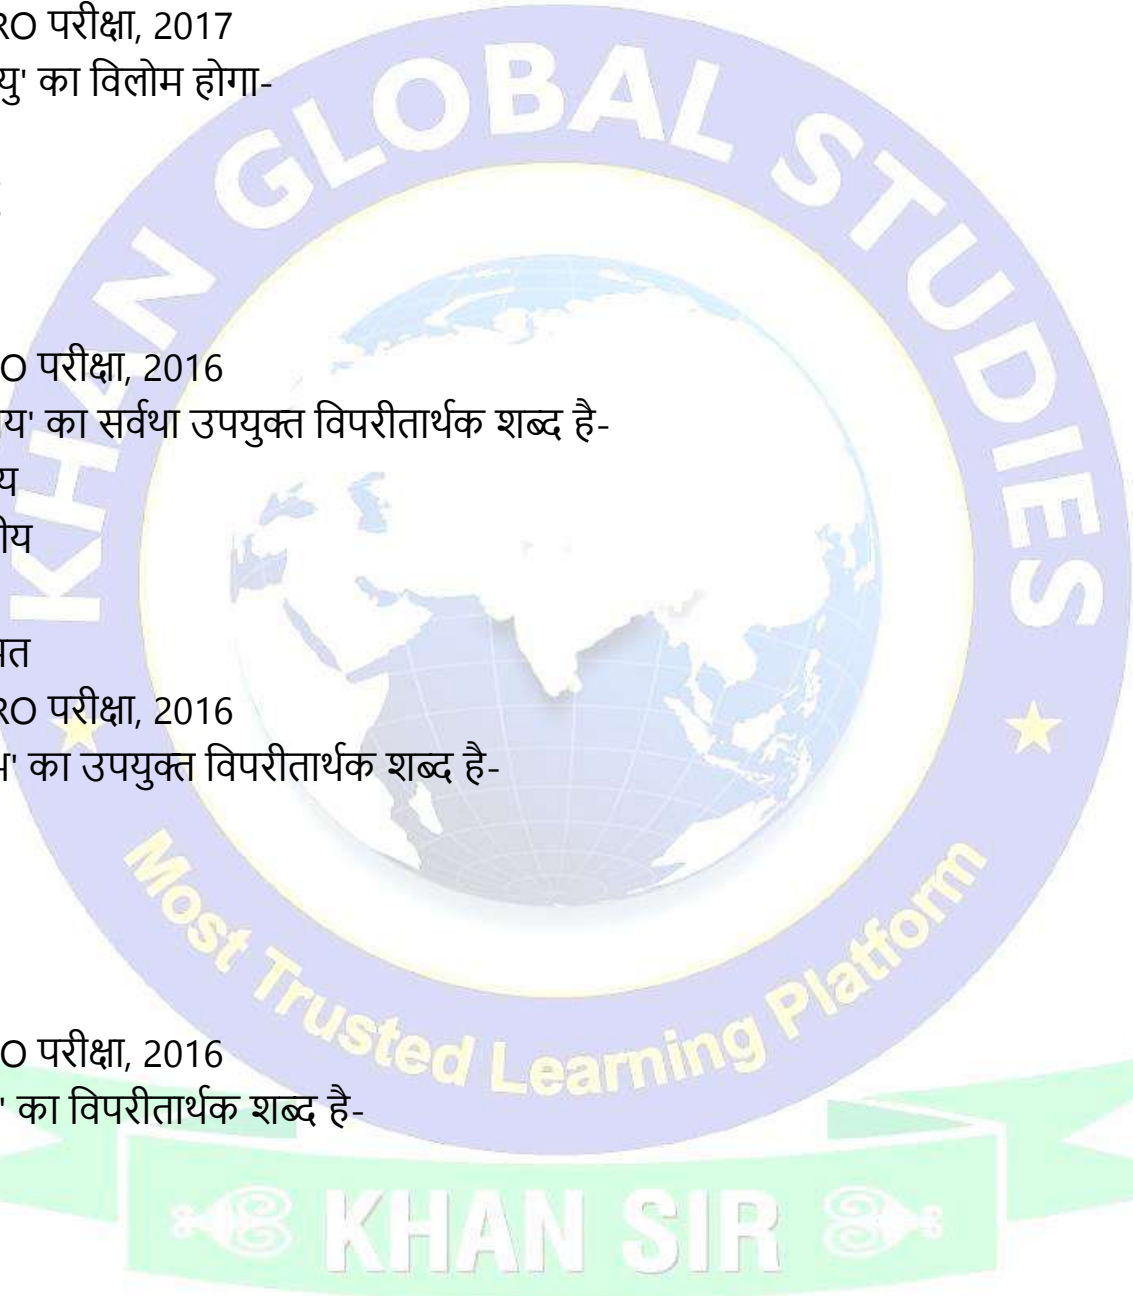 RO परीक्षा, 2017
यु' का विलोम होगा-
O परीक्षा, 2016
य' का सर्वथा उपयुक्त विपरीतार्थक शब्द है-
य
ीय
त
RO परीक्षा, 2016
' का उपयुक्त विपरीतार्थक शब्द है-
O परीक्षा, 2016
' का विपरीतार्थक शब्द है-
KHAN GLOBAL STUDIES
Most Trusted Learning Platform
KHAN SIR